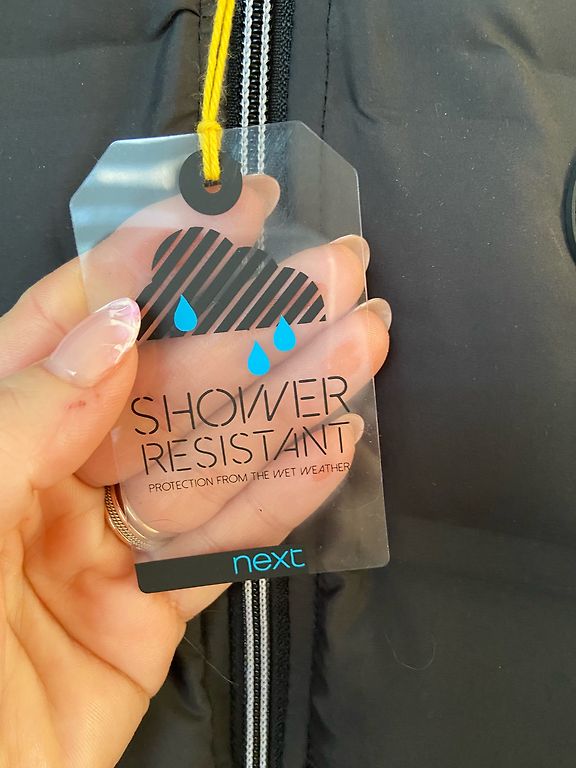 SHOWER
RESISTANT
PROTECTION FROM THE WET WEATHER
next